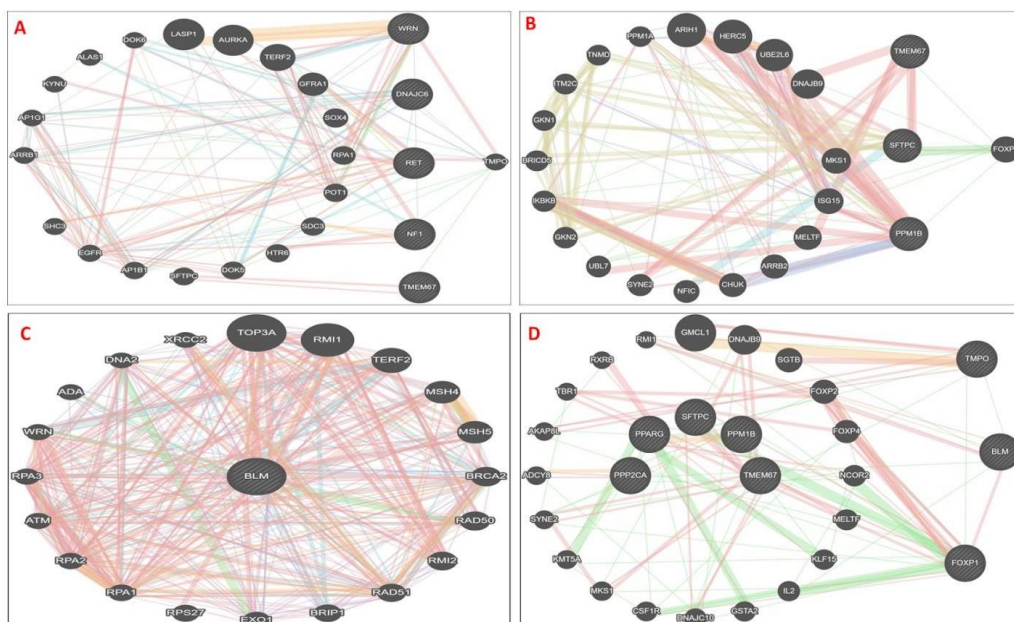 A
LASP1
AURKA
WRN
DOK6
TERF2
ALAS1
GFRA1
DNAJC6
KYNU
SOX4
AP1G1
RPA1
RET
TMPO
ARRB1
POT1
SHC3
SDC3
NF1
EGFR
HTR6
AP1B1
SFTPC
DOK5
TMEM67
B
ARIH1
HERC5
PPM1A
UBE2L6
TMEM67
TNMD
DNAJB9
ITM2C
GKN1
SFTPC
FOXP
BRICD5
MKS1
IKBKB
ISG15
GKN2
MELTF
PPM1B
UBL7
ARRB2
SYNE2
NFIC
CHUK
C
XRCC2
TOP3A
RMI1
TERF2
DNA2
ADA
MSH4
MSH5
WRN
RPA3
BLM
BRCA2
ATM
RAD50
RPA2
RMI2
RPA1
RAD51
RPS27
EXO1
BRIP1
D
RMI1
GMCL1
DNAJB9
SGTB
TMPO
RXRB
TBR1
FOXP2
SFTPC
AKAP8L
PPARG
PPM1B
FOXP4
BLM
ADCY8
PPP2CA
TMEM67
NCOR2
SYNE2
MELTF
KMT5A
KLF15
FOXP1
MKS1
IL2
CSF1R
DNAJC10
GSTA2